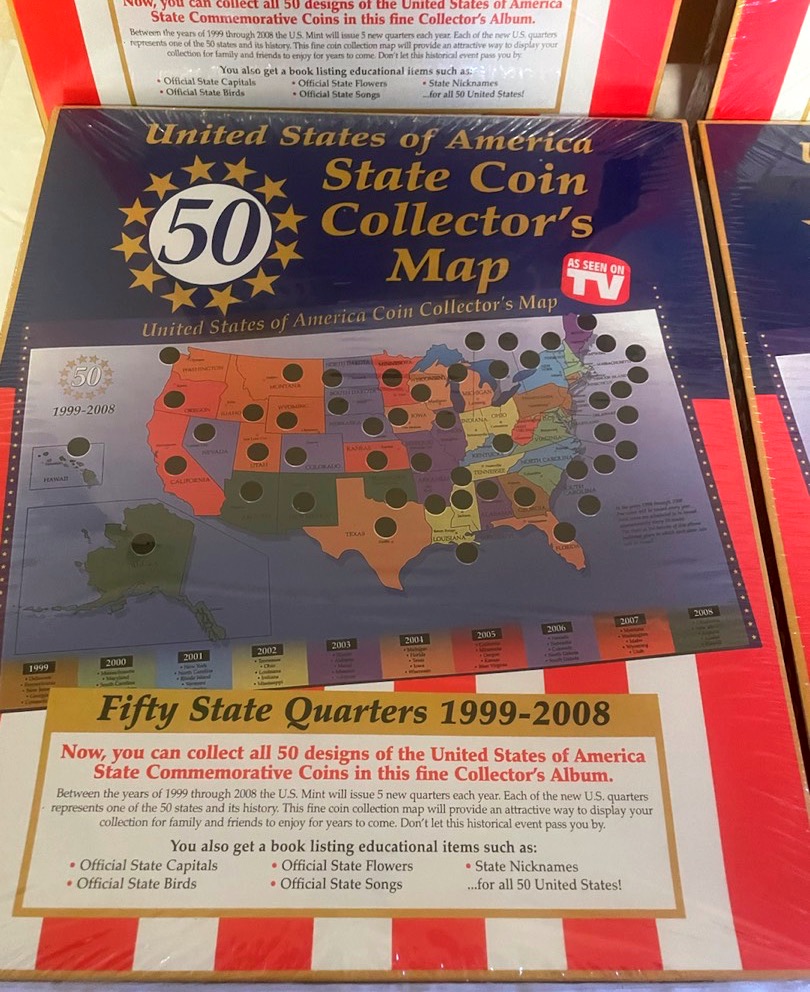 Now, you can collect all 50 designs of the United States of America
State Commemorative Coins in this fine Collector's Album.
Between the years of 1999 through 2008 the U.S. Mint will issue 5 new quarters each year. Each of the new U.S. quarters
represents one of the 50 states and its history. This fine coin collection map will provide an attractive way to display your
collection for family and friends to enjoy for years to come. Don't let this historical event pass you by.
You also get a book listing educational items such as:
• Official State Capitals • Official State Flowers • State Nicknames
• Official State Birds • Official State Songs ...for all 50 United States!
United States of America
50
State Coin
Collector's
Map
AS SEEN ON
TV
United States of America Coin Collector's Map
50
1999-2008
WASHINGTON
MONTANA
NORTH DAKOTA
MINNESOTA
OREGON
IDAHO
WYOMING
SOUTH DAKOTA
WISCONSIN
MICHIGAN
NEBRASKA
IOWA
INDIANA
OHIO
NEVADA
UTAH
COLORADO
KANSAS
KENTUCKY
VIRGINIA
CALIFORNIA
TENNESSEE
NORTH CAROLINA
SOUTH CAROLINA
HAWAII
TEXAS
LOUISIANA
GEORGIA
FLORIDA
1999
2000
2001
2002
2003
2004
2005
2006
2007
2008
Fifty State Quarters 1999-2008
Now, you can collect all 50 designs of the United States of America
State Commemorative Coins in this fine Collector's Album.
Between the years of 1999 through 2008 the U.S. Mint will issue 5 new quarters each year. Each of the new U.S. quarters
represents one of the 50 states and its history. This fine coin collection map will provide an attractive way to display your
collection for family and friends to enjoy for years to come. Don't let this historical event pass you by.
You also get a book listing educational items such as:
• Official State Capitals • Official State Flowers • State Nicknames
• Official State Birds • Official State Songs ...for all 50 United States!